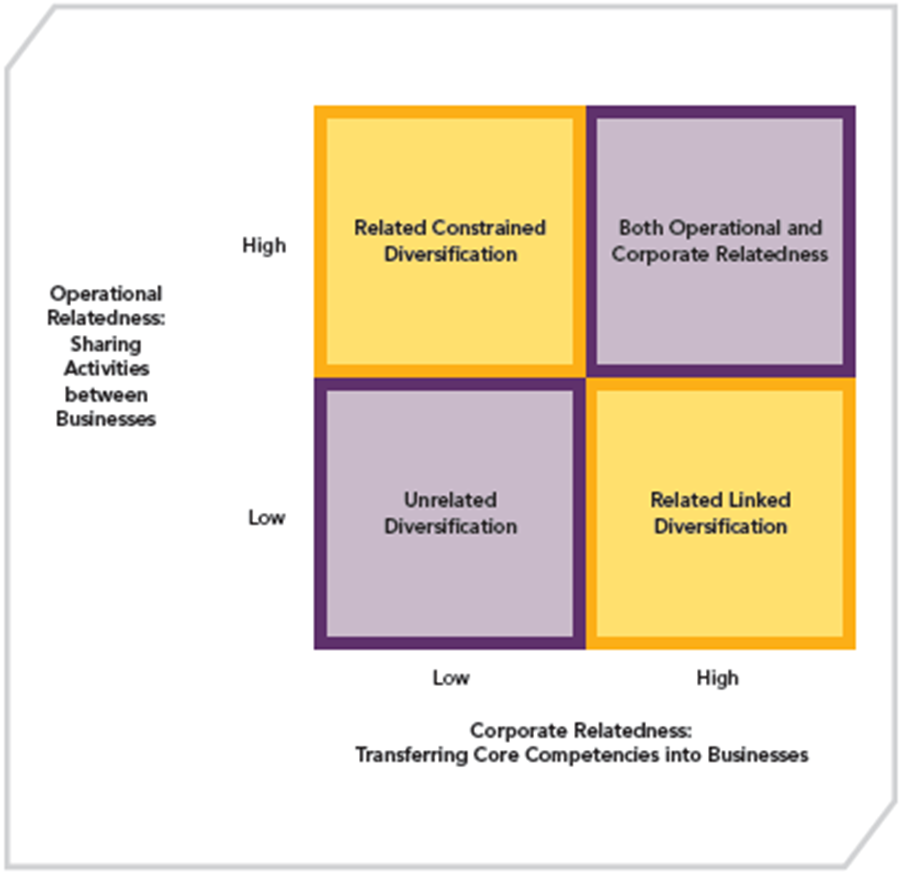 Related Constrained
Diversification
Both Operational and
Corporate Relatedness
High
Operational
Relatedness:
Sharing
Activities
between
Businesses
Unrelated
Diversification
Related Linked
Diversification
Low
Low
High
Corporate Relatedness:
Transferring Core Competencies into Businesses